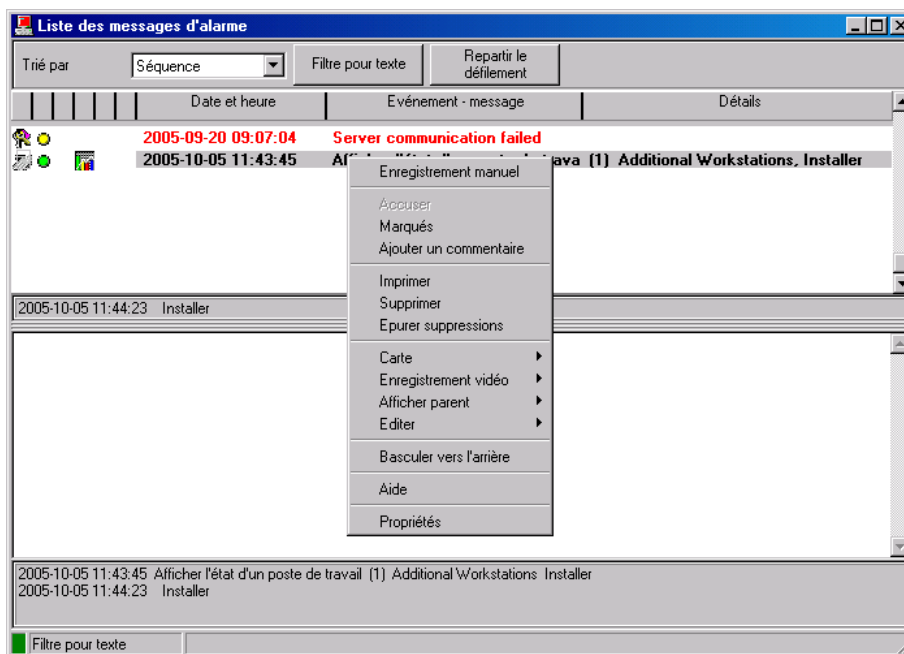 Liste des messages d'alarme
Trié par
Séquence
Filtre pour texte
Repartir le
défilement
Date et heure
Evénement - message
Détails
2005-09-20 09:07:04 Server communication failed
2005-10-05 11:43:45 trava (1) Additional Workstations, Installer
Enregistrement manuel
Accuser
Marqués
Ajouter un commentaire
Imprimer
Supprimer
Epurer suppressions
Carte
Enregistrement vidéo
Afficher parent
Editer
Basculer vers l'arrière
Aide
Propriétés
2005-10-05 11:44:23 Installer
2005-10-05 11:43:45 Afficher l'état d'un poste de travail (1) Additional Workstations Installer
2005-10-05 11:44:23 Installer
Filtre pour texte